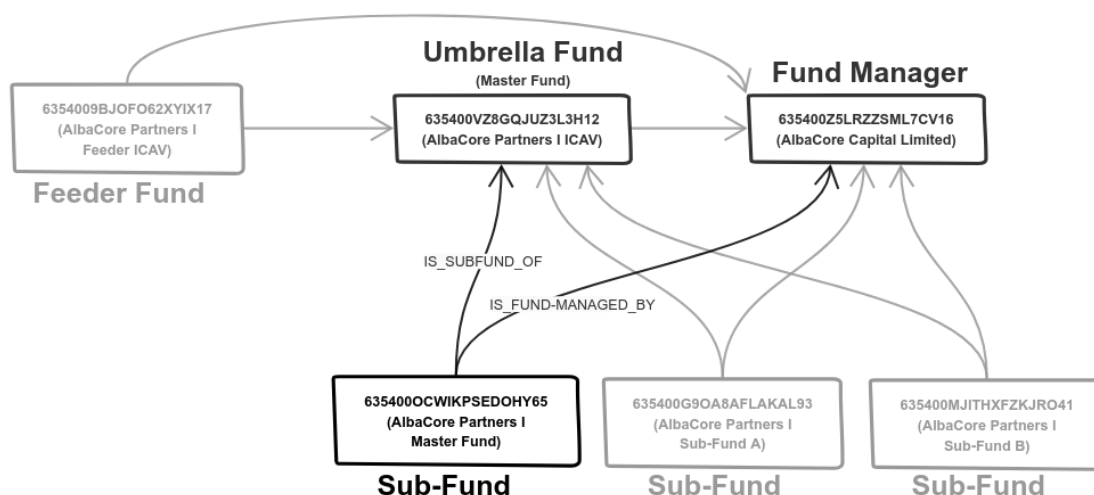 Umbrella Fund
(Master Fund)
Fund Manager
6354009BJOFO62XYIX17
(AlbaCore Partners I
Feeder ICAV)
Feeder Fund
635400VZ8GQJUZ3L3H12
(AlbaCore Partners I ICAV)
635400Z5LRZZSML7CV16
(AlbaCore Capital Limited)
IS_SUBFUND_OF
IS_FUND-MANAGED_BY
635400OCWIKPSEDOHY65
(AlbaCore Partners I
Master Fund)
Sub-Fund
635400G9OA8AFLAKAL93
(AlbaCore Partners I
Sub-Fund A)
Sub-Fund
635400MJITHXFZKJRO41
(AlbaCore Partners I
Sub-Fund B)
Sub-Fund